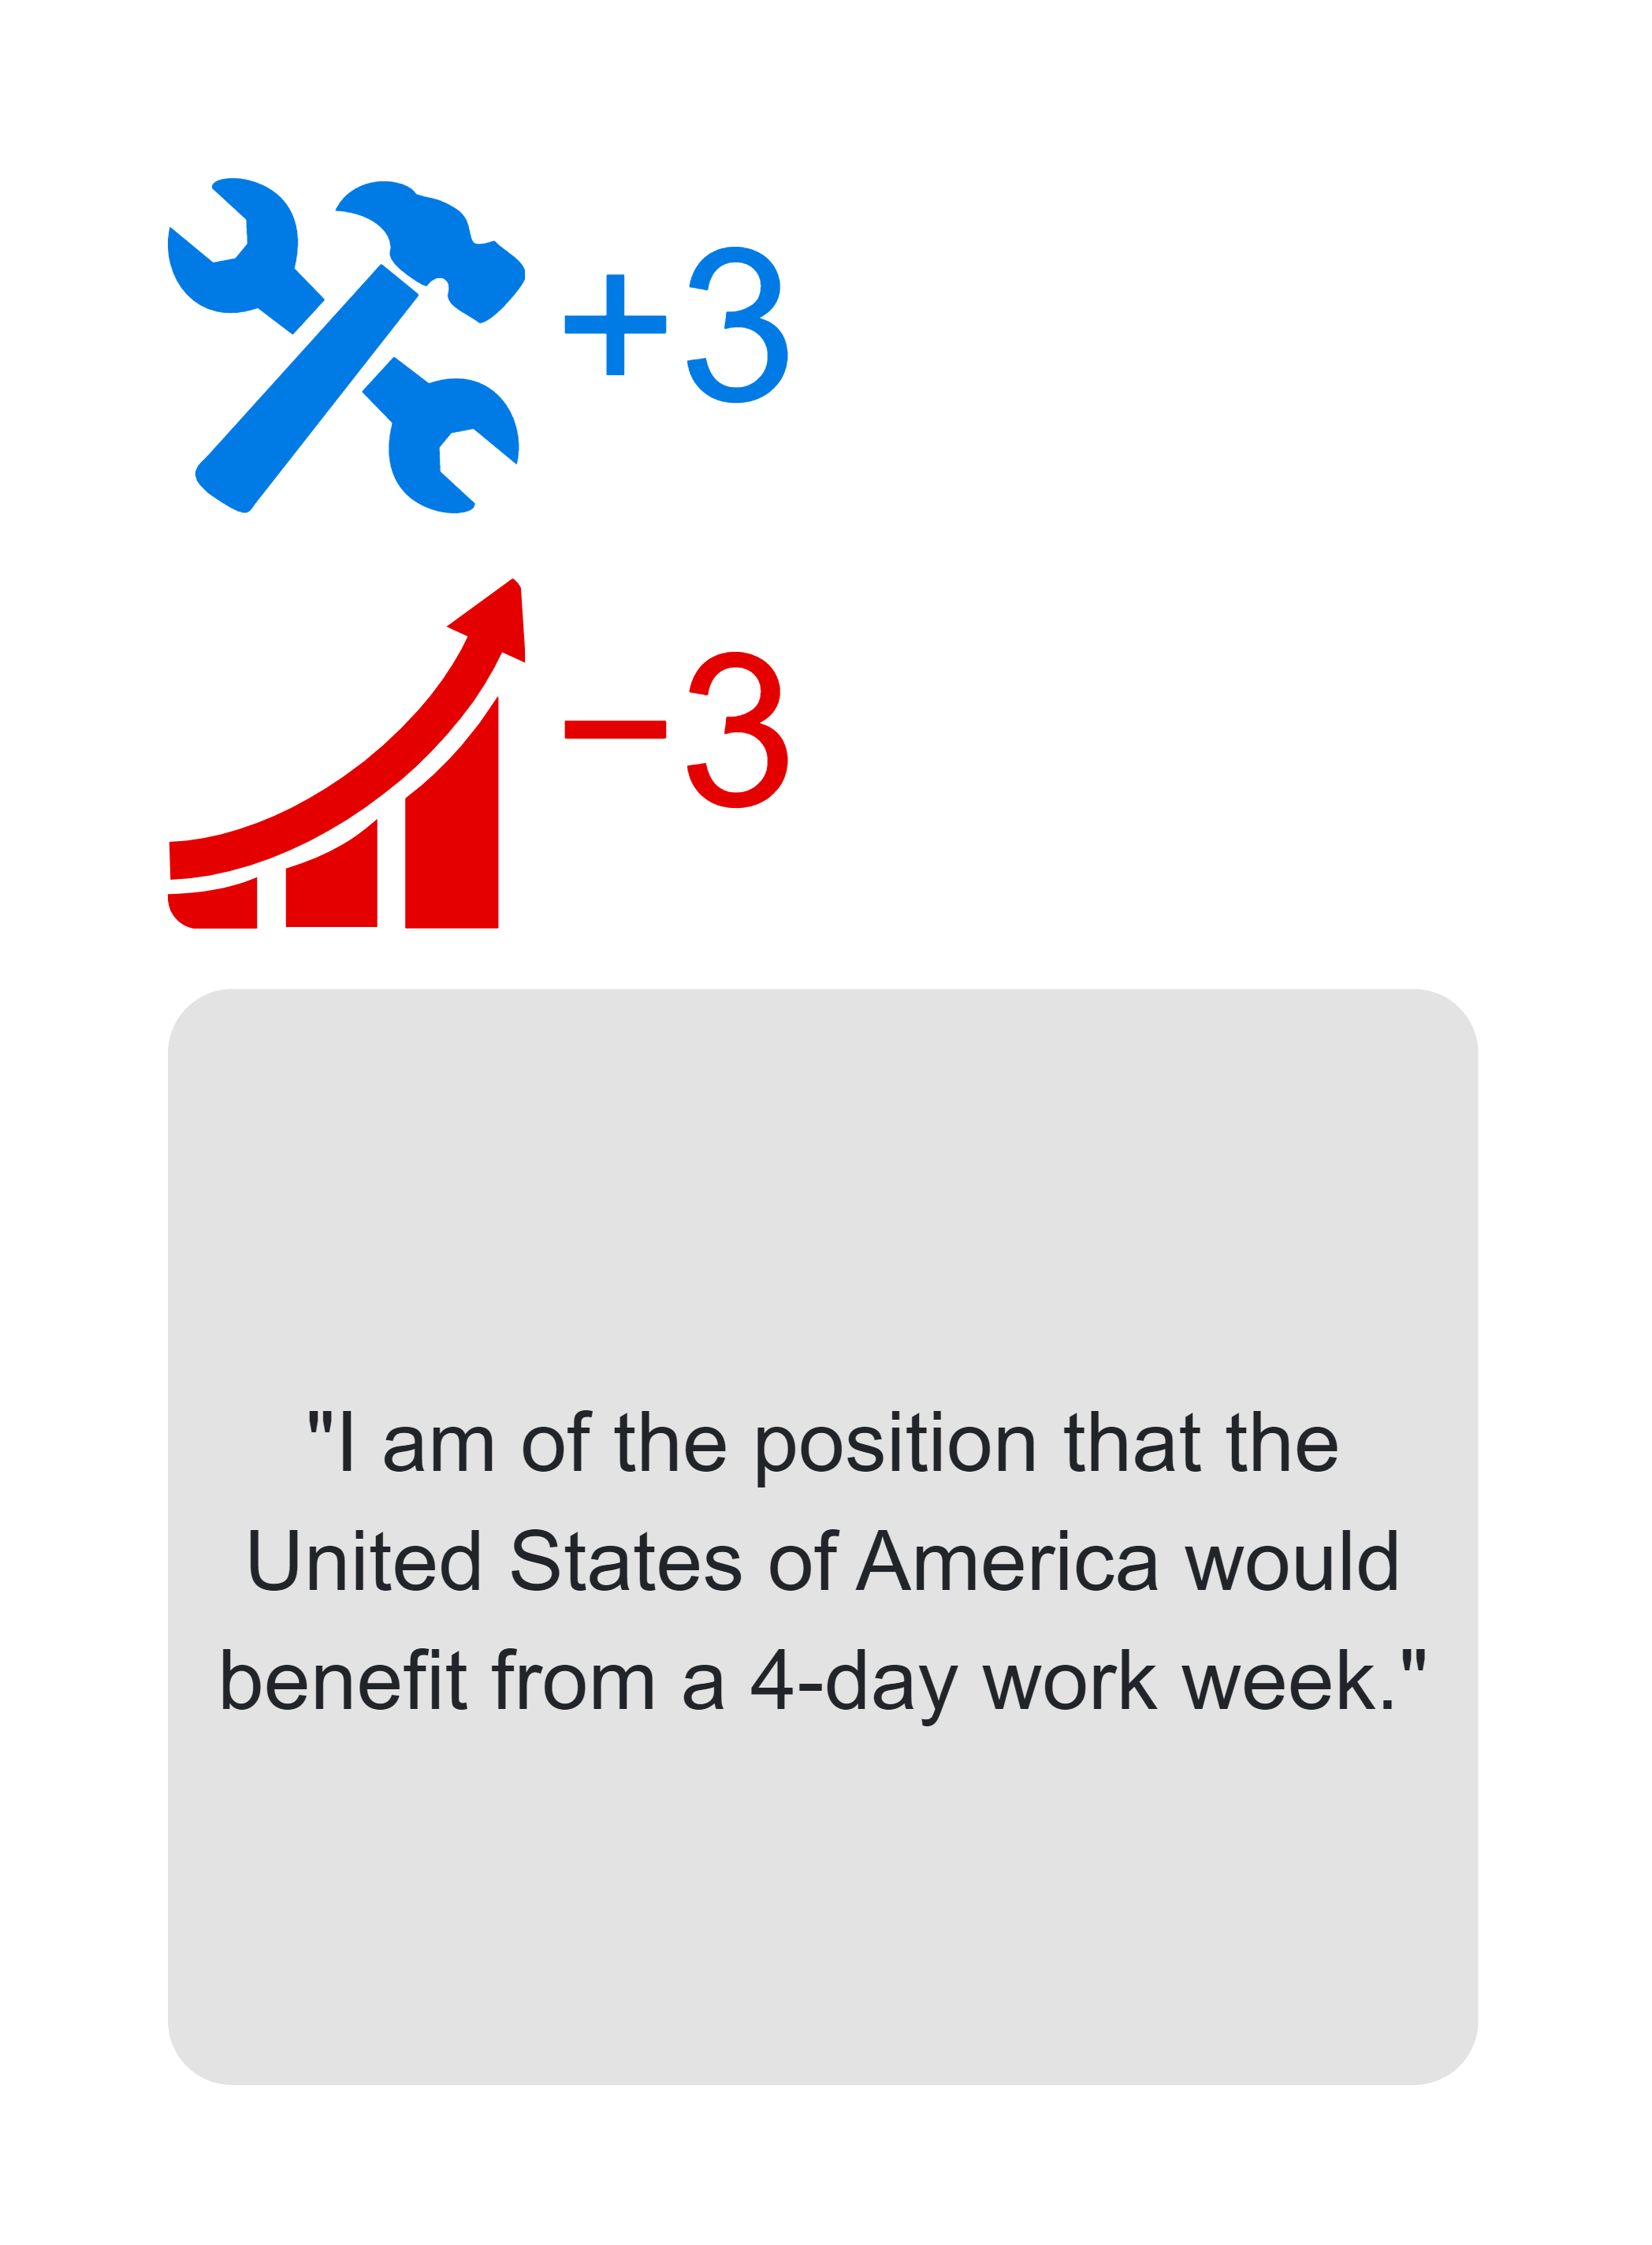 +3
−3
"I am of the position that the
United States of America would
benefit from a 4-day work week."